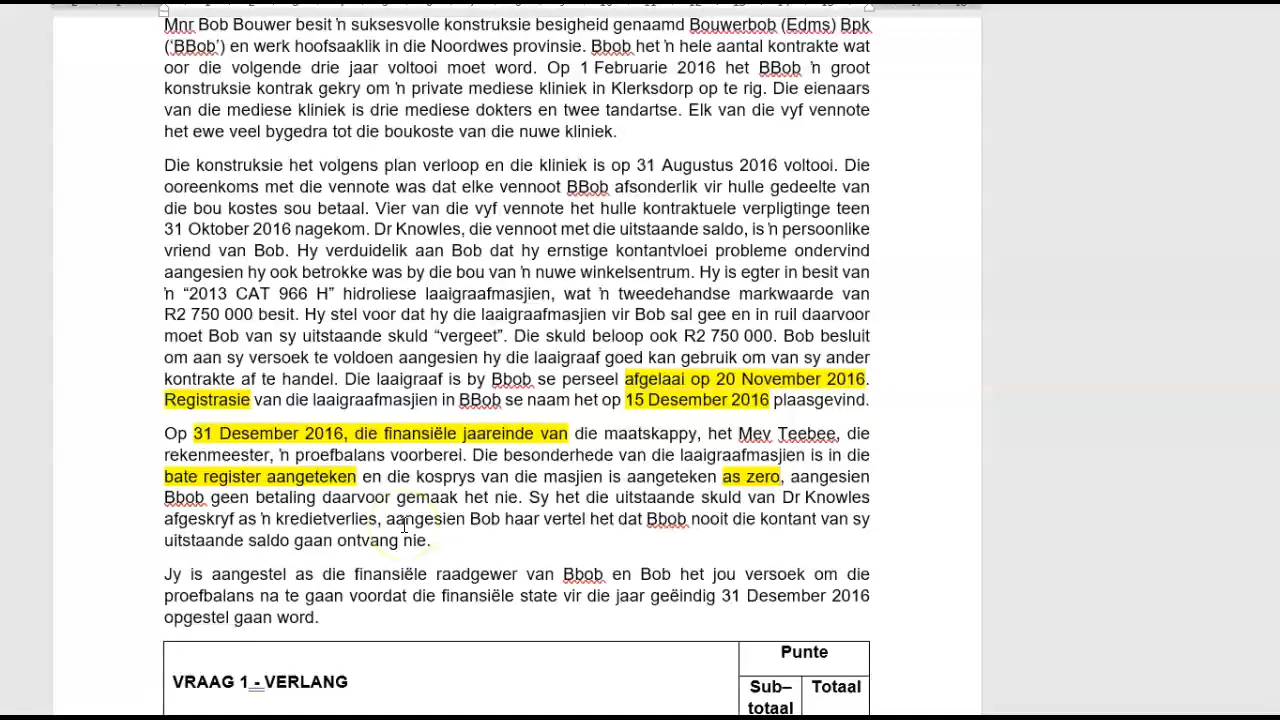 Mnr Bob Bouwer besit 'n suksesvolle konstruksie besigheid genaamd Bouwerbob (Edms) Bpk
('BBob') en werk hoofsaaklik in die Noordwes provinsie. Bbob het 'n hele aantal kontrakte wat
oor die volgende drie jaar voltooi moet word. Op 1 Februarie 2016 het BBob 'n groot
konstruksie kontrak gekry om 'n private mediese kliniek in Klerksdorp op te rig. Die eienaars
van die mediese kliniek is drie mediese dokters en twee tandartse. Elk van die vyf vennote
het ewe veel bygedra tot die boukoste van die nuwe kliniek.
Die konstruksie het volgens plan verloop en die kliniek is op 31 Augustus 2016 voltooi. Die
ooreenkoms met die vennote was dat elke vennoot BBob afsonderlik vir hulle gedeelte van
die bou kostes sou betaal. Vier van die vyf vennote het hulle kontraktuele verpligtinge teen
31 Oktober 2016 nagekom. Dr Knowles, die vennoot met die uitstaande saldo, is 'n persoonlike
vriend van Bob. Hy verduidelik aan Bob dat hy ernstige kontantvloei probleme ondervind
aangesien hy ook betrokke was by die bou van 'n nuwe winkelsentrum. Hy is egter in besit van
'n “2013 CAT 966 H” hidroliese laaigraafmasjien, wat 'n tweedehandse markwaarde van
R2 750 000 besit. Hy stel voor dat hy die laaigraafmasjien vir Bob sal gee en in ruil daarvoor
moet Bob van sy uitstaande skuld “vergeet”. Die skuld beloop ook R2 750 000. Bob besluit
om aan sy versoek te voldoen aangesien hy die laaigraaf goed kan gebruik om van sy ander
kontrakte af te handel. Die laaigraaf is by Bbob se perseel afgelaai op 20 November 2016.
Registrasie van die laaigraafmasjien in BBob se naam het op 15 Desember 2016 plaasgevind.
Op 31 Desember 2016, die finansiële jaareinde van die maatskappy, het Mev Teebee, die
rekenmeester, 'n proefbalans voorberei. Die besonderhede van die laaigraafmasjien is in die
bate register aangeteken en die kosprys van die masjien is aangeteken as zero, aangesien
Bbob geen betaling daarvoor gemaak het nie. Sy het die uitstaande skuld van Dr Knowles
afgeskryf as 'n kredietverlies, aangesien Bob haar vertel het dat Bbob nooit die kontant van sy
uitstaande saldo gaan ontvang nie.
Jy is aangestel as die finansiële raadgewer van Bbob en Bob het jou versoek om die
proefbalans na te gaan voordat die finansiële state vir die jaar geëindig 31 Desember 2016
opgestel gaan word.
Punte
VRAAG 1 - VERLANG
Sub– Totaal
totaal